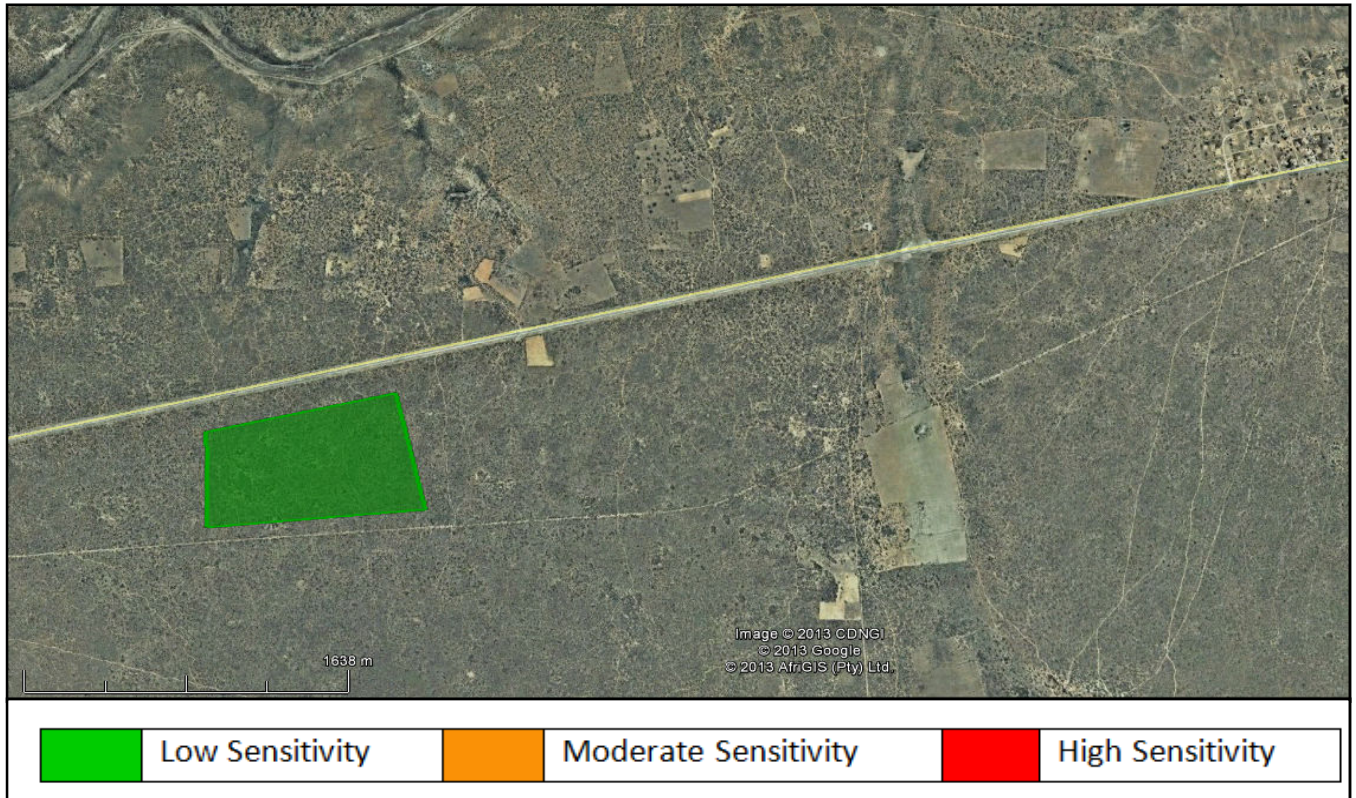 1638 m
Image © 2013 CDNGI
© 2013 Google
© 2013 AfriGIS (Pty) Ltd.
Low Sensitivity
Moderate Sensitivity
High Sensitivity